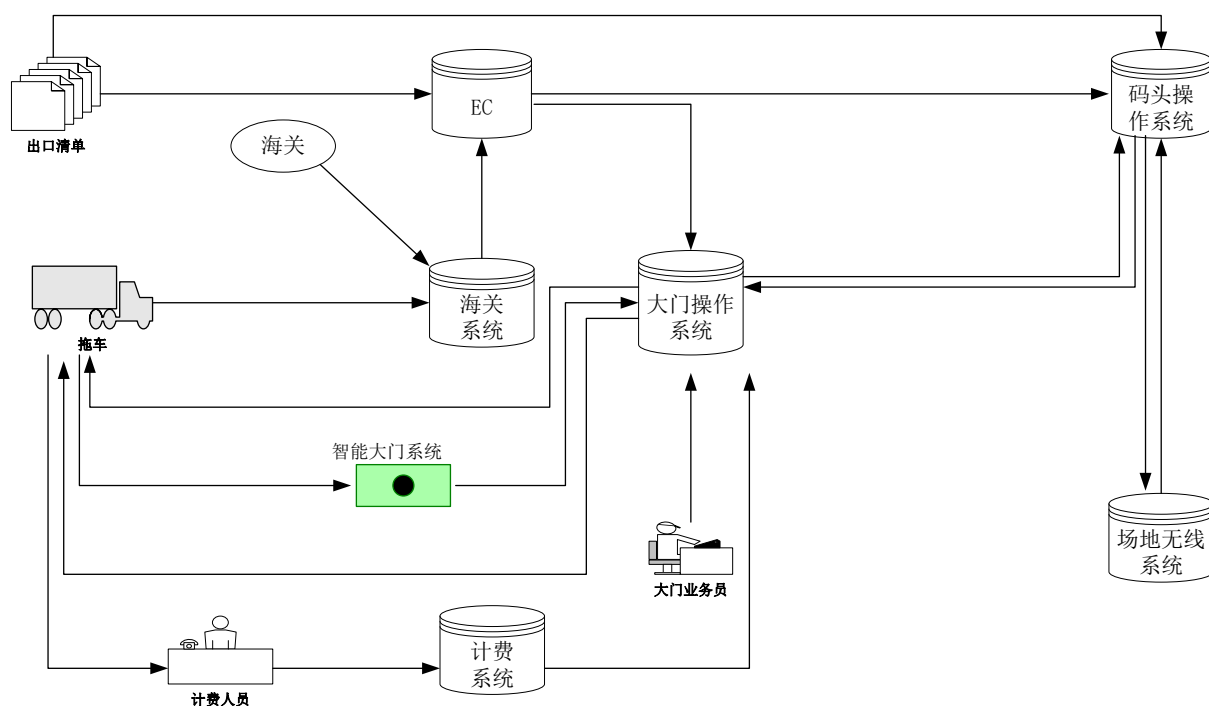 EC
码头操
作系统
出口清单
海关
海关
系统
大门操作
系统
拖车
智能大门系统
场地无线
系统
大门业务员
计费
系统
计费人员